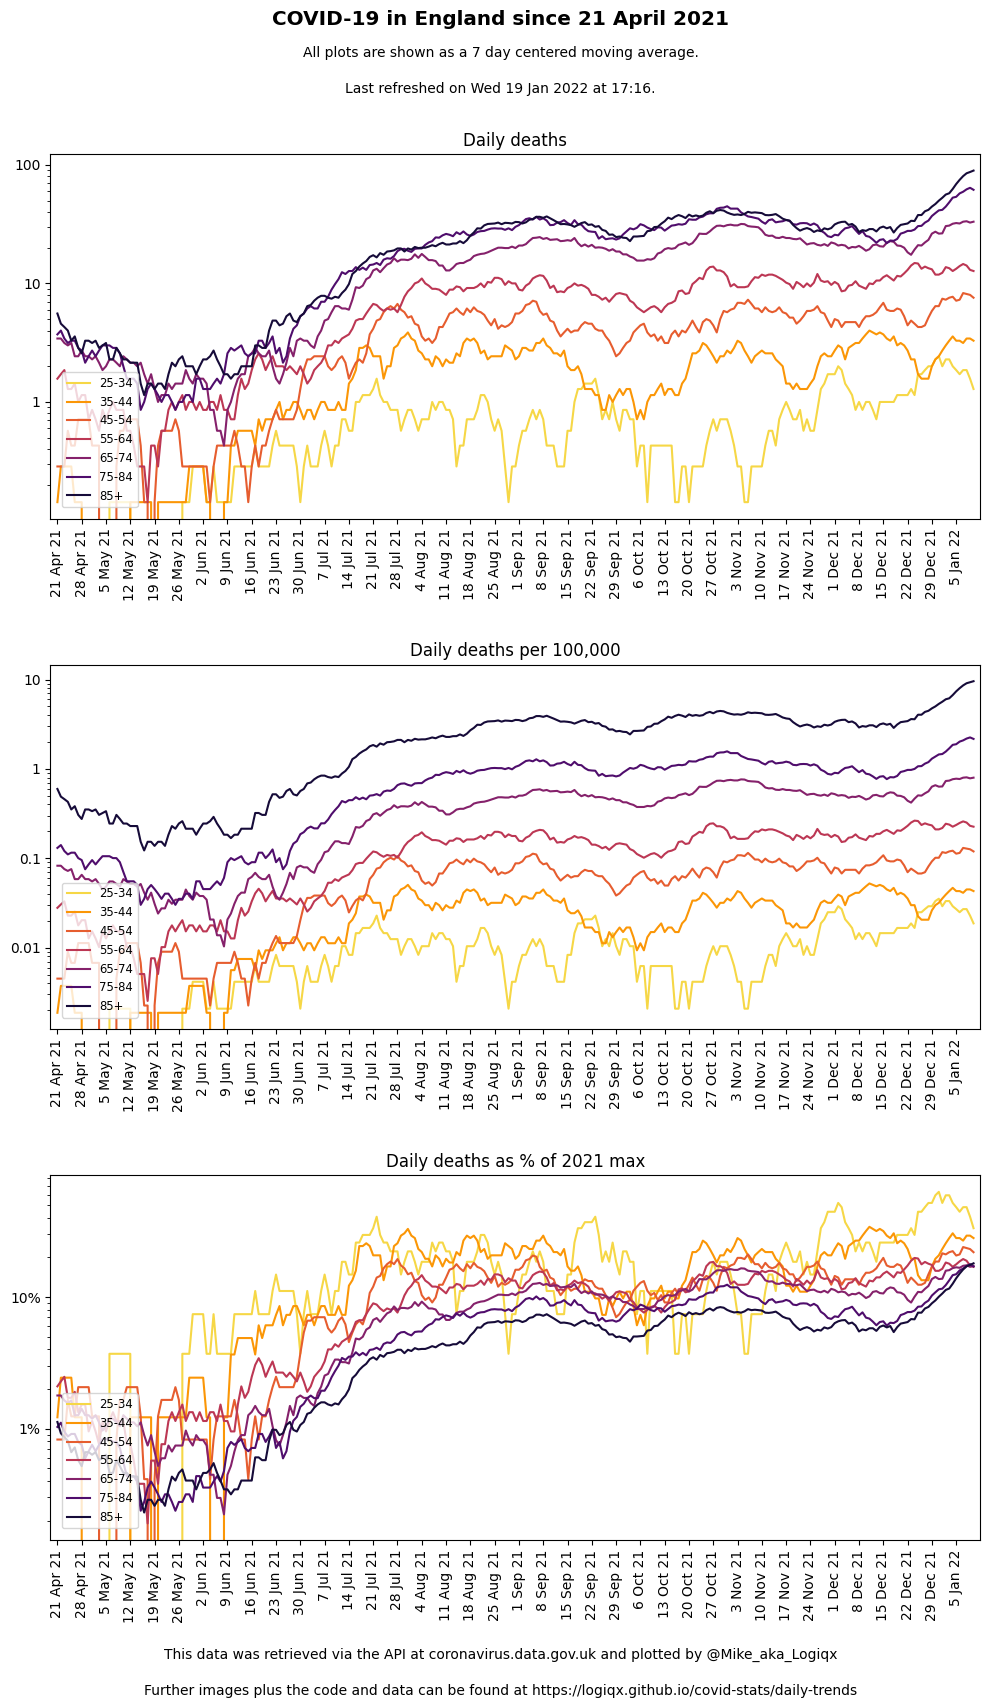 COVID-19 in England since 21 April 2021
All plots are shown as a 7 day centered moving average.
Last refreshed on Wed 19 Jan 2022 at 17:16.
Daily deaths
100
10
1
25-34
35-44
45-54
55-64
65-74
75-84
85+
21 Apr 21
28 Apr 21
5 May 21
12 May 21
19 May 21
26 May 21
2 Jun 21
9 Jun 21
16 Jun 21
23 Jun 21
30 Jun 21
7 Jul 21
14 Jul 21
21 Jul 21
28 Jul 21
4 Aug 21
11 Aug 21
18 Aug 21
25 Aug 21
1 Sep 21
8 Sep 21
15 Sep 21
22 Sep 21
29 Sep 21
6 Oct 21
13 Oct 21
20 Oct 21
27 Oct 21
3 Nov 21
10 Nov 21
17 Nov 21
24 Nov 21
1 Dec 21
8 Dec 21
15 Dec 21
22 Dec 21
29 Dec 21
5 Jan 22
Daily deaths per 100,000
10
1
0.1
0.01
25-34
35-44
45-54
55-64
65-74
75-84
85+
21 Apr 21
28 Apr 21
5 May 21
12 May 21
19 May 21
26 May 21
2 Jun 21
9 Jun 21
16 Jun 21
23 Jun 21
30 Jun 21
7 Jul 21
14 Jul 21
21 Jul 21
28 Jul 21
4 Aug 21
11 Aug 21
18 Aug 21
25 Aug 21
1 Sep 21
8 Sep 21
15 Sep 21
22 Sep 21
29 Sep 21
6 Oct 21
13 Oct 21
20 Oct 21
27 Oct 21
3 Nov 21
10 Nov 21
17 Nov 21
24 Nov 21
1 Dec 21
8 Dec 21
15 Dec 21
22 Dec 21
29 Dec 21
5 Jan 22
Daily deaths as % of 2021 max
10%
1%
25-34
35-44
45-54
55-64
65-74
75-84
85+
21 Apr 21
28 Apr 21
5 May 21
12 May 21
19 May 21
26 May 21
2 Jun 21
9 Jun 21
16 Jun 21
23 Jun 21
30 Jun 21
7 Jul 21
14 Jul 21
21 Jul 21
28 Jul 21
4 Aug 21
11 Aug 21
18 Aug 21
25 Aug 21
1 Sep 21
8 Sep 21
15 Sep 21
22 Sep 21
29 Sep 21
6 Oct 21
13 Oct 21
20 Oct 21
27 Oct 21
3 Nov 21
10 Nov 21
17 Nov 21
24 Nov 21
1 Dec 21
8 Dec 21
15 Dec 21
22 Dec 21
29 Dec 21
5 Jan 22
This data was retrieved via the API at coronavirus.data.gov.uk and plotted by @Mike_aka_Logiqx
Further images plus the code and data can be found at https://logiqx.github.io/covid-stats/daily-trends